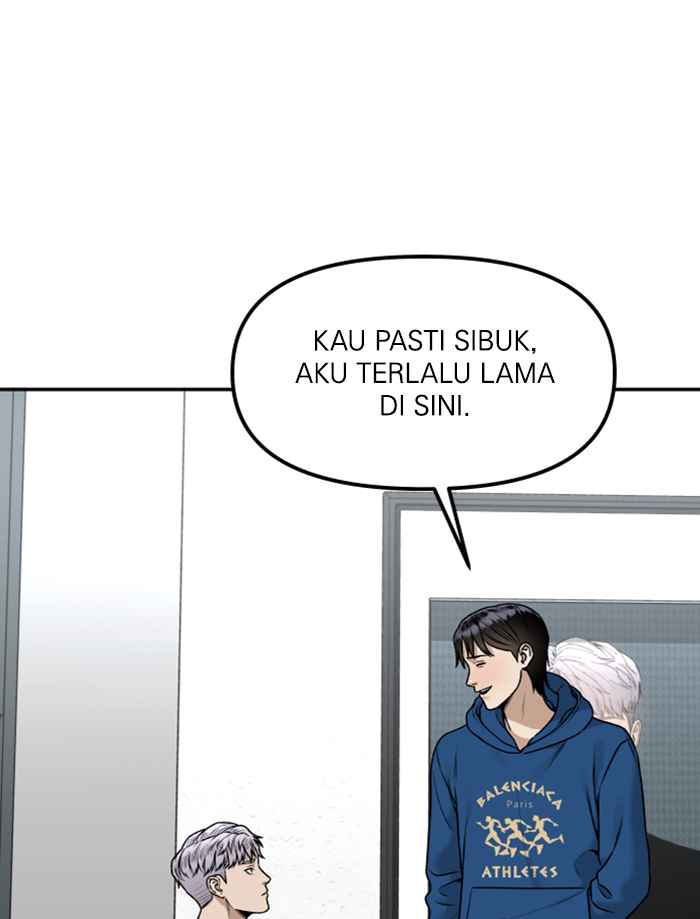 KAU PASTI SIBUK,
AKU TERLALU LAMA
DI SINI.
BALENCIACA
Paris
ATHLETES